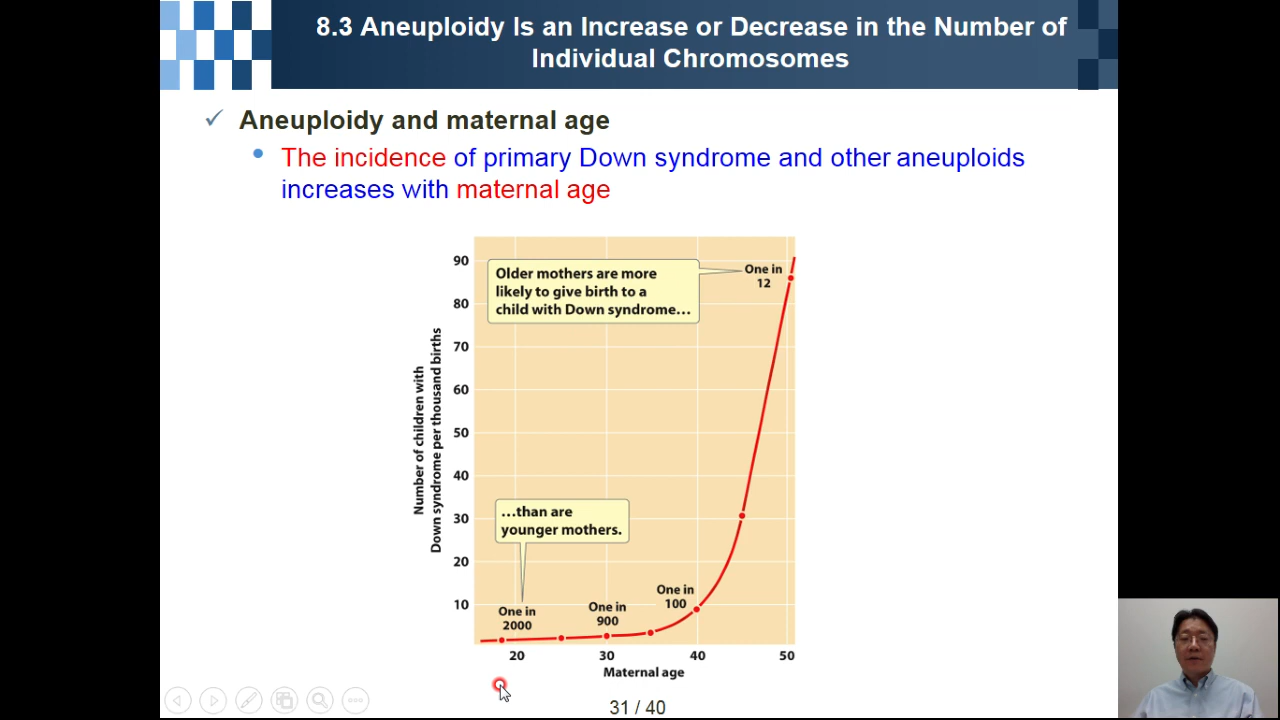 8.3 Aneuploidy Is an Increase or Decrease in the Number of
Individual Chromosomes
Aneuploidy and maternal age
The incidence of primary Down syndrome and other aneuploids
increases with maternal age
90
80
70
60
50
40
30
20
10
Number of children with
Down syndrome per thousand births
Older mothers are more
likely to give birth to a
child with Down syndrome…
One in
12
…than are
younger mothers.
One in
2000
One in
900
One in
100
20
30
40
50
Maternal age
31 / 40